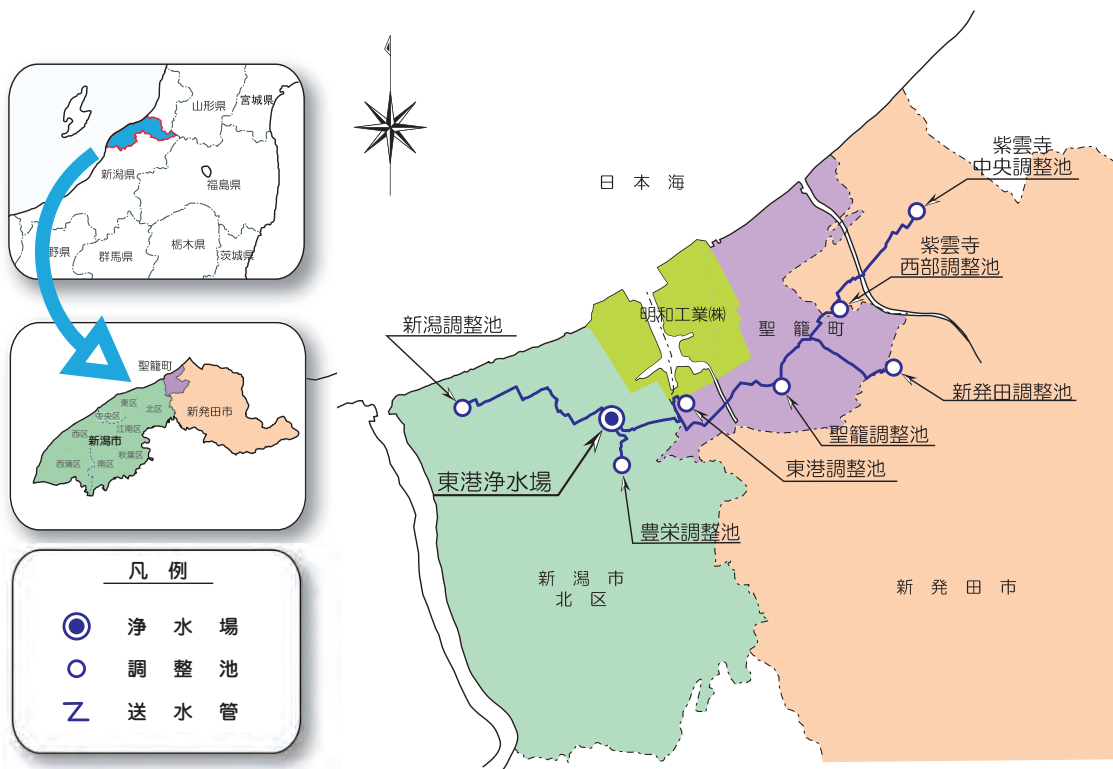 山形県
宮城県
新潟県
福島県
野県
群馬県
栃木県
茨城県
聖籠町
東区
北区
中央区
新発田市
西区
江南区
新潟市
秋葉区
西蒲区
南区
凡例
浄水場
調整池
送水管
日本海
紫雲寺
中央調整池
紫雲寺
西部調整池
明和工業㈱
聖籠町
新潟調整池
新発田調整池
聖籠調整池
東港調整池
東港浄水場
豊栄調整池
新潟市
北区
新発田市